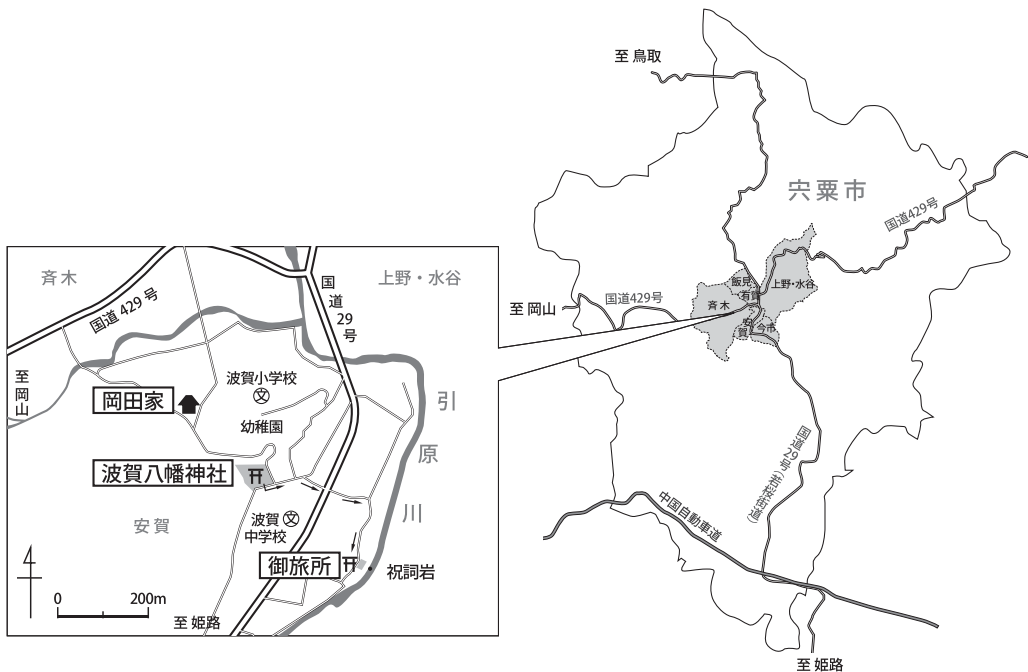 斉木
国道 429 号
至岡山
岡田家
波賀八幡神社
安賀
0 200m
至 姫路
波賀小学校
文
幼稚園
波賀
中学校
文
御旅所
祝詞岩
国道29号
上野・水谷
引原川
至 鳥取
宍粟市
国道429号
至 岡山
国道429号
飯見
有賀
上野・水谷
斉木
安賀
今市
国道29号(若桜街道)
中国自動車道
至 姫路